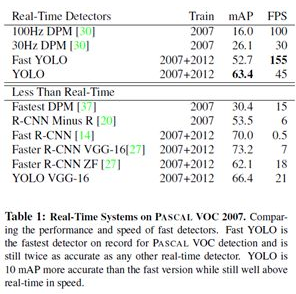 Real-Time Detectors Train mAP FPS
100Hz DPM [30] 2007 16.0 100
30Hz DPM [30] 2007 26.1 30
Fast YOLO 2007+2012 52.7 155
YOLO 2007+2012 63.4 45
Less Than Real-Time
Fastest DPM [37] 2007 30.4 15
R-CNN Minus R [20] 2007 53.5 6
Fast R-CNN [14] 2007+2012 70.0 0.5
Faster R-CNN VGG-16[27] 2007+2012 73.2 7
Faster R-CNN ZF [27] 2007+2012 62.1 18
YOLO VGG-16 2007+2012 66.4 21
Table 1: Real-Time Systems on PASCAL VOC 2007. Compar-
ing the performance and speed of fast detectors. Fast YOLO is
the fastest detector on record for PASCAL VOC detection and is
still twice as accurate as any other real-time detector. YOLO is
10 mAP more accurate than the fast version while still well above
real-time in speed.